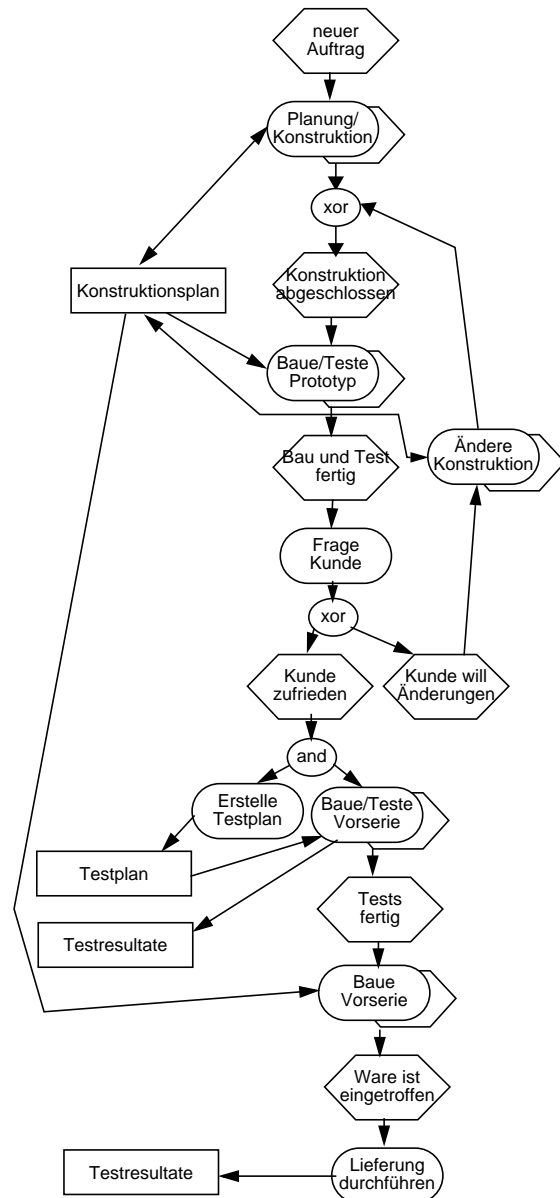 neuer
Auftrag
Planung/
Konstruktion
xor
Konstruktion
abgeschlossen
Konstruktionsplan
Baue/Teste
Prototyp
Ändere
Konstruktion
Bau und Test
fertig
Frage
Kunde
xor
Kunde
zufrieden
Kunde will
Änderungen
and
Erstelle
Testplan
Baue/Teste
Vorserie
Testplan
Tests
fertig
Testresultate
Baue
Vorserie
Ware ist
eingetroffen
Lieferung
durchführen
Testresultate